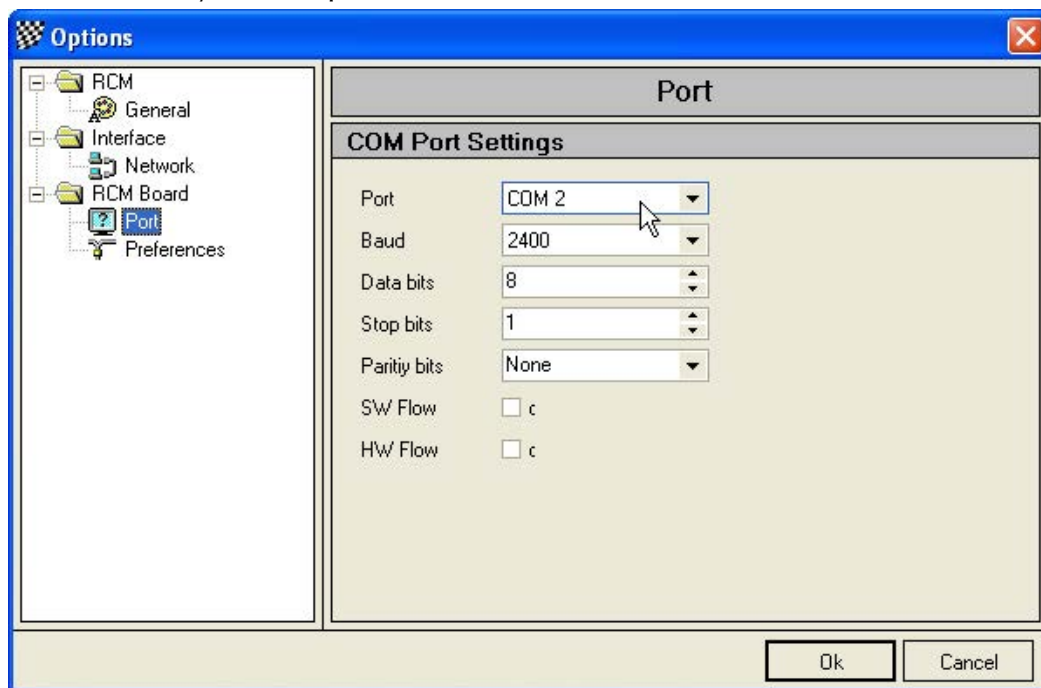 Options
RCM
General
Interface
Network
RCM Board
Port
Preferences
Port
COM Port Settings
Port COM 2
Baud 2400
Data bits 8
Stop bits 1
Paritiy bits None
SW Flow c
HW Flow c
Ok Cancel